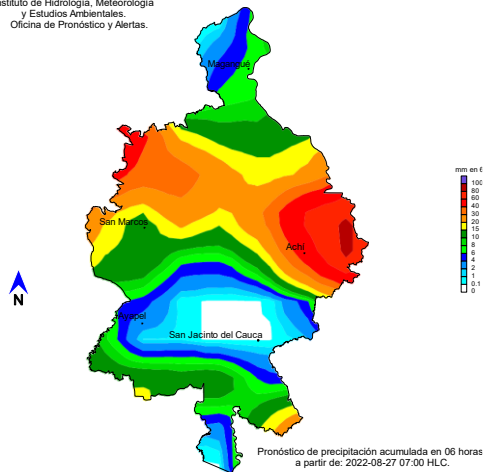 Instituto de Hidrología, Meteorología
y Estudios Ambientales.
Oficina de Pronóstico y Alertas.
Magangué
mm en 6
100
80
60
40
30
20
15
10
8
6
4
2
1
0.1
0
San Marcos
Achí
N
Ayapel
San Jacinto del Cauca
Pronóstico de precipitación acumulada en 06 horas
a partir de: 2022-08-27 07:00 HLC.